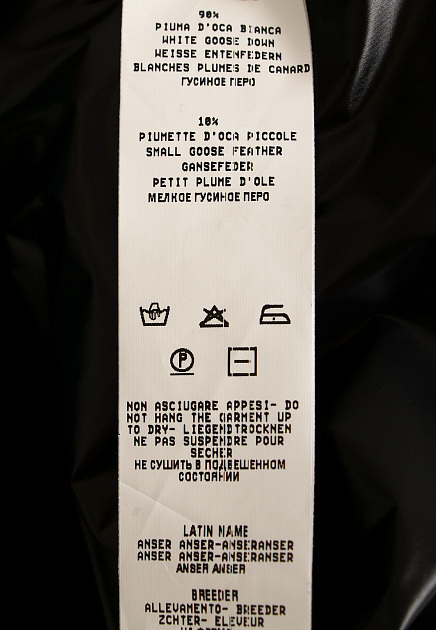 90%
PIUMA D'OCA BIANCA
WHITE GOOSE DOWN
WEISSE ENTENFEDERN
BLANCHES PLUMES DE CANARD
ГУСИНОЕ ПЕРО
10%
PIUMETTE D'OCA PICCOLE
SMALL GOOSE FEATHER
GANSEFEDER
PETIT PLUME D'OLE
МЕЛКОЕ ГУСИНОЕ ПЕРО
P
NON ASCIUGARE APPESI- DO
NOT HANG THE GARMENT UP
TO DRY- LIEGENDTROCKNEN
NE PAS SUSPENDRE POUR
SECHER
НЕ СУШИТЬ В ПОДВЕШЕННОМ
СОСТОЯНИИ
LATIN NAME
ANSER ANSER-ANSERANSER
ANSER ANSER-ANSERANSER
ANSER ANSER
BREEDER
ALLEVAMENTO- BREEDER
ZCHTER- ELEVEUR